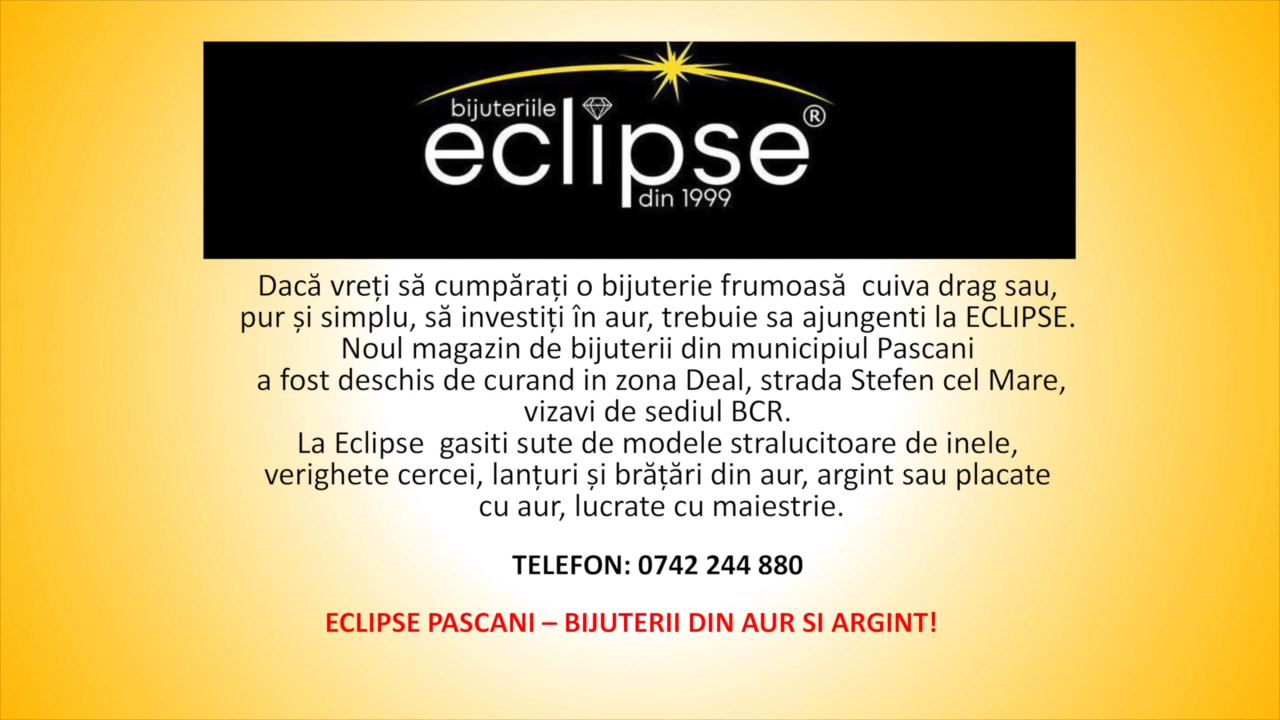 bijuteriile
eclipse®
din 1999
Dacă vreți să cumpărați o bijuterie frumoasă  cuiva drag sau,
pur și simplu, să investiți în aur, trebuie sa ajungenti la ECLIPSE.
Noul magazin de bijuterii din municipiul Pascani
a fost deschis de curand in zona Deal, strada Stefen cel Mare,
vizavi de sediul BCR.
La Eclipse  gasiti sute de modele stralucitoare de inele,
verighete cercei, lanțuri și brățări din aur, argint sau placate
cu aur, lucrate cu maiestrie.
TELEFON: 0742 244 880
ECLIPSE PASCANI – BIJUTERII DIN AUR SI ARGINT!